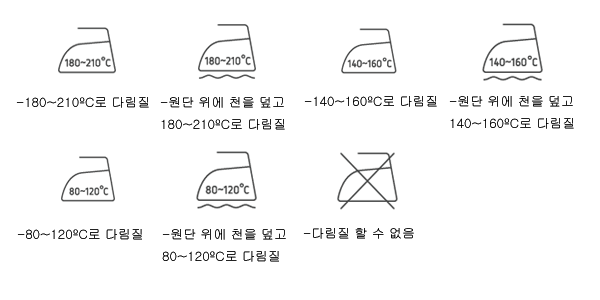 180~210℃
180~210℃
140~160℃
140~160℃
-180~210ºC로 다림질
-원단 위에 천을 덮고
180~210ºC로 다림질
-140~160ºC로 다림질
-원단 위에 천을 덮고
140~160ºC로 다림질
80~120℃
80~120℃
-80~120ºC로 다림질
-원단 위에 천을 덮고
80~120ºC로 다림질
-다림질 할 수 없음